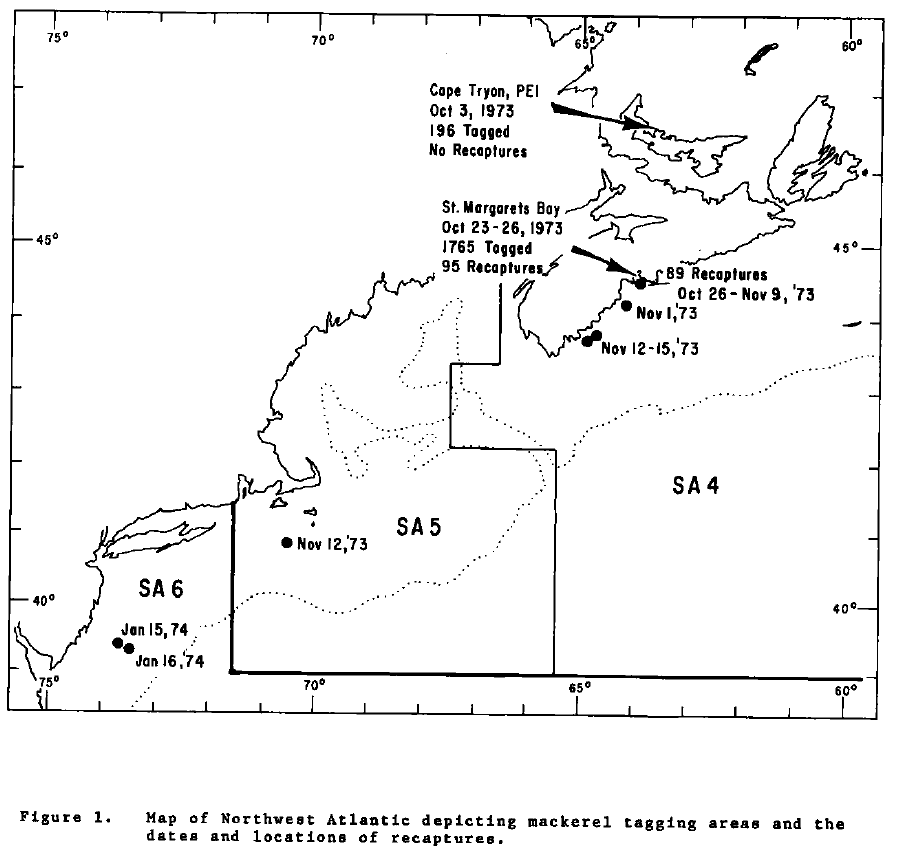 75°
70°
65°
60°
Cape Tryon, PEI
Oct 3, 1973
196 Tagged
No Recaptures
St. Margarets Bay
Oct 23-26, 1973
1765 Tagged
95 Recaptures
45°
45°
89 Recaptures
Oct 26-Nov 9, '73
Nov 1,'73
Nov 12-15,'73
SA 4
SA 5
Nov 12,'73
SA 6
40°
40°
Jan 15, 74
Jan 16,'74
75°
70°
65°
60°
Figure 1. Map of Northwest Atlantic depicting mackerel tagging areas and the
dates and locations of recaptures.